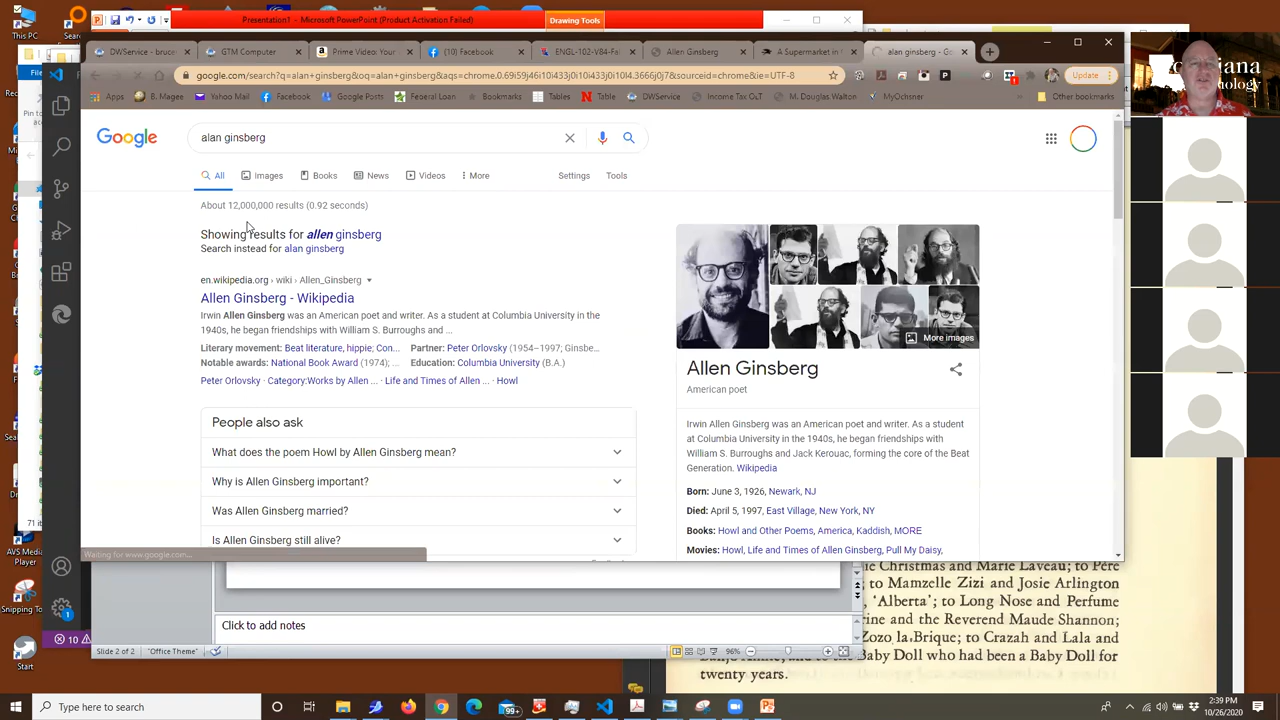 Presentation1 - Microsoft PowerPoint (Product Activation Failed)
Drawing Tools
DWService - bruce
GTM Computer
Prime Video: Your
(10) Facebook
ENGL-102-V84-Fal
Allen Ginsberg
A Supermarket in
alan ginsberg - Go
google.com/search?q=alan+ginsberg&oq=alan+ginsberg&aqs=chrome.0.69i59j46i10i433j0i10i433j0i10l4.3666j0j7&sourceid=chrome&ie=UTF-8
Update
Apps
B. Magee
Yahoo Mail
Facebook
Google Posts
Federal Loan
Bookmarks
Tables
Table
DWService
Income Tax O&T
M. Douglas Walton
MyOchsner
Other bookmarks
Google
alan ginsberg
All
Images
Books
News
Videos
More
Settings
Tools
About 12,000,000 results (0.92 seconds)
Showing results for allen ginsberg
Search instead for alan ginsberg
en.wikipedia.org › wiki › Allen_Ginsberg
Allen Ginsberg - Wikipedia
Irwin Allen Ginsberg was an American poet and writer. As a student at Columbia University in the
1940s, he began friendships with William S. Burroughs and ...
Literary movement: Beat literature, hippie; Con... Partner: Peter Orlovsky (1954–1997; Ginsbe...
Notable awards: National Book Award (1974); ... Education: Columbia University (B.A.)
Peter Orlovsky · Category:Works by Allen ... · Life and Times of Allen ... · Howl
People also ask
What does the poem Howl by Allen Ginsberg mean?
Why is Allen Ginsberg important?
Was Allen Ginsberg married?
Is Allen Ginsberg still alive?
Waiting for www.google.com...
More images
Allen Ginsberg
American poet
Irwin Allen Ginsberg was an American poet and writer. As a student
at Columbia University in the 1940s, he began friendships with
William S. Burroughs and Jack Kerouac, forming the core of the Beat
Generation. Wikipedia
Born: June 3, 1926, Newark, NJ
Died: April 5, 1997, East Village, New York, NY
Books: Howl and Other Poems, America, Kaddish, MORE
Movies: Howl, Life and Times of Allen Ginsberg, Pull My Daisy,
File
Pin to
71 it
AVS Media
Player
Snipping
Start
10
Christmas and Marie Laveau; to Père
to Mamzelle Zizi and Josie Arlington
'Alberta'; to Long Nose and Perfume
and the Reverend Maude Shannon;
Zozo la Brique; to Crazah and Lala and
Baby Doll who had been a Baby Doll for
twenty years.
Click to add notes
Slide 2 of 2
"Office Theme"
96%
Type here to search
99+
2:39 PM
10/26/2020